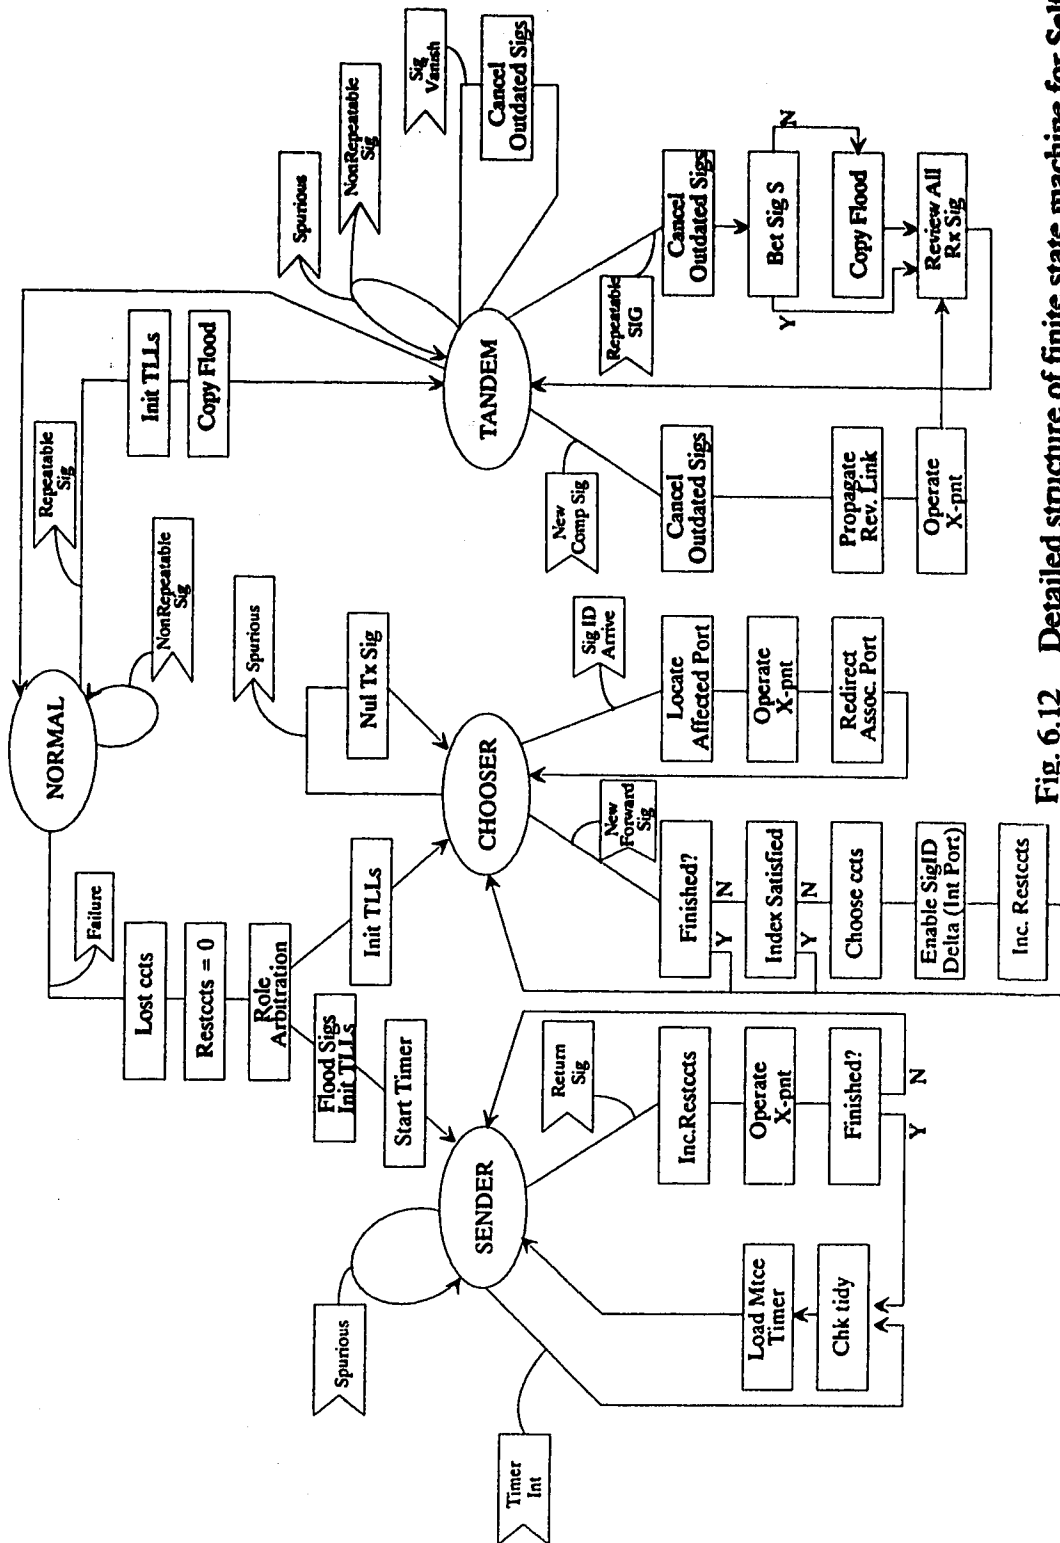 NORMAL
Failure
Lost ccts
Restccts = 0
Role
Arbitration
Flood Sigs
Init TLLs
Start Timer
Init TLLs
NonRepeatable
Sig
Repeatable
Sig
Init TLLs
Copy Flood
SENDER
Spurious
Timer
Int
Load Mtce
Timer
Chk tidy
Return
Sig
Inc.Restccts
Operate
X-pnt
Finished?
Y
N
CHOOSER
Spurious
Nul Tx Sig
New
Forward
Sig
Finished?
Y
N
Index Satisfied
Y
N
Choose ccts
Enable SigID
Delta (Int Port)
Inc. Restccts
Sig ID
Arrive
Locate
Affected Port
Operate
X-pnt
Redirect
Assoc. Port
TANDEM
Spurious
NonRepeatable
Sig
Sig
Vanish
Cancel
Outdated Sigs
New
Comp Sig
Cancel
Outdated Sigs
Propagate
Rev. Link
Operate
X-pnt
Repeatable
SIG
Cancel
Outdated Sigs
Bet Sig S
Y
N
Copy Flood
Review All
Rx Sig
Fig. 6.12 Detailed structure of finite state machine for